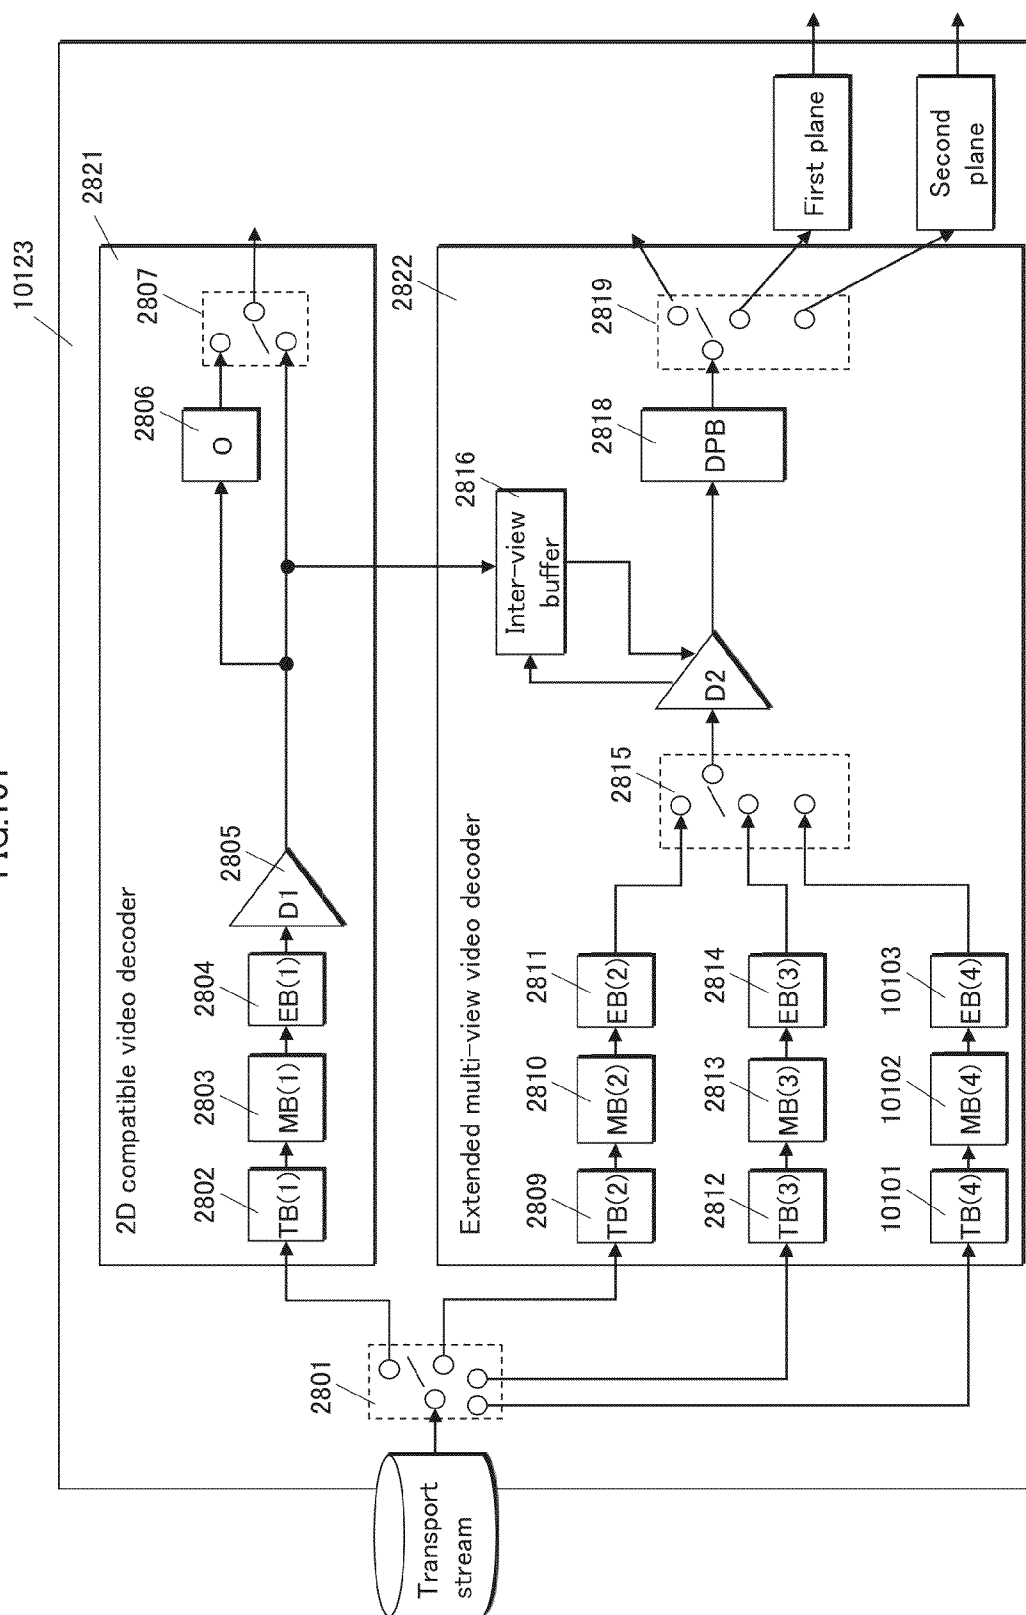 10123
2821
2D compatible video decoder
2802
TB(1)
2803
MB(1)
2804
EB(1)
2805
D1
2806
O
2807
2801
Transport
stream
2822
Extended multi-view video decoder
2809
TB(2)
2810
MB(2)
2811
EB(2)
2812
TB(3)
2813
MB(3)
2814
EB(3)
10101
TB(4)
10102
MB(4)
10103
EB(4)
2815
D2
2816
Inter-view
buffer
2818
DPB
2819
First plane
Second
plane